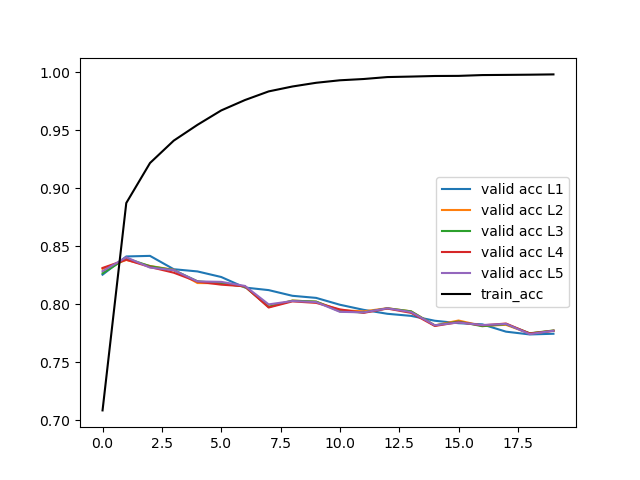 1.00
0.95
0.90
0.85
0.80
0.75
0.70
0.0 2.5 5.0 7.5 10.0 12.5 15.0 17.5
valid acc L1
valid acc L2
valid acc L3
valid acc L4
valid acc L5
train_acc